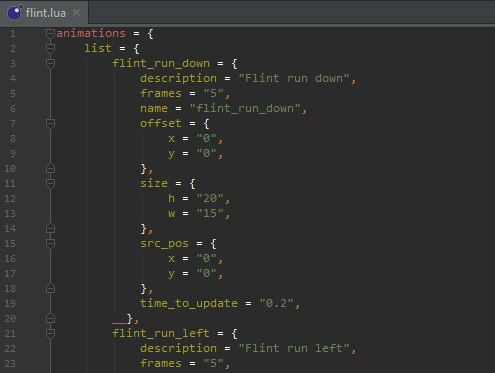 flint.lua
1 animations = {
2     list = {
3         flint_run_down = {
4             description = "Flint run down",
5             frames = "5",
6             name = "flint_run_down",
7             offset = {
8                 x = "0",
9                 y = "0",
10             },
11             size = {
12                 h = "20",
13                 w = "15",
14             },
15             src_pos = {
16                 x = "0",
17                 y = "0",
18             },
19             time_to_update = "0.2",
20         __},
21         flint_run_left = {
22             description = "Flint run left",
23             frames = "5",